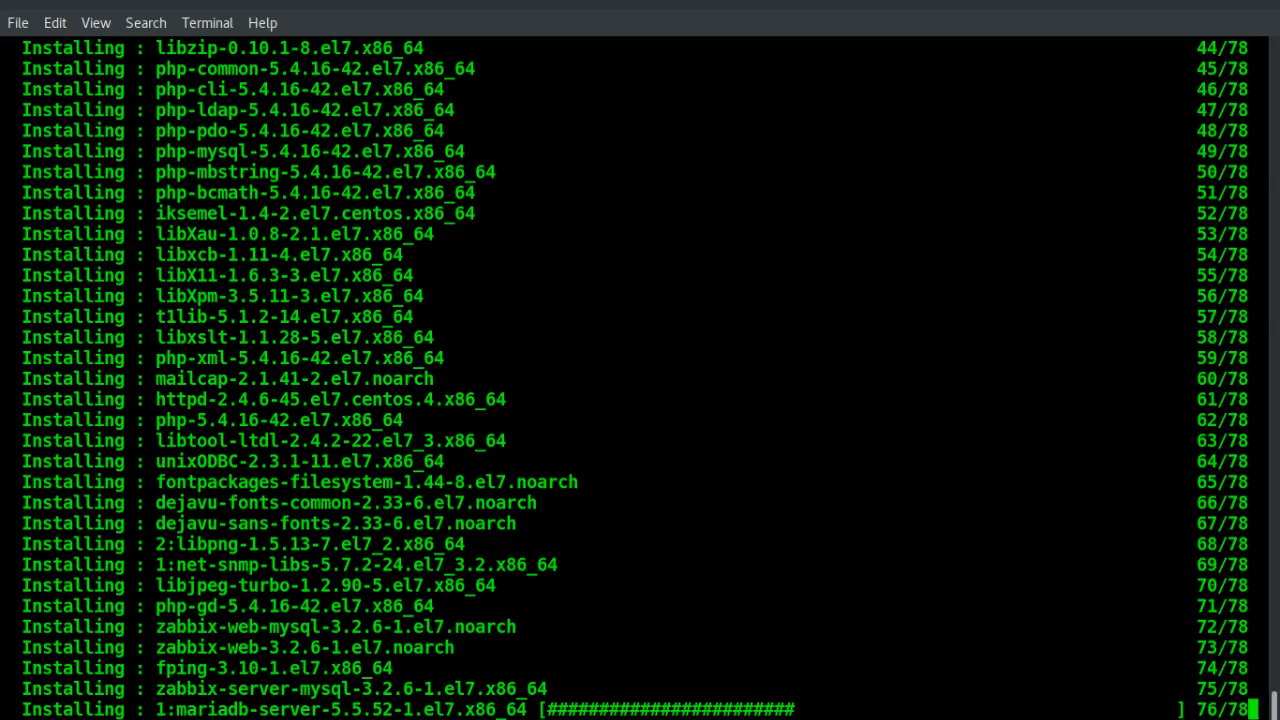 File Edit View Search Terminal Help
Installing : libzip-0.10.1-8.el7.x86_64 44/78
Installing : php-common-5.4.16-42.el7.x86_64 45/78
Installing : php-cli-5.4.16-42.el7.x86_64 46/78
Installing : php-ldap-5.4.16-42.el7.x86_64 47/78
Installing : php-pdo-5.4.16-42.el7.x86_64 48/78
Installing : php-mysql-5.4.16-42.el7.x86_64 49/78
Installing : php-mbstring-5.4.16-42.el7.x86_64 50/78
Installing : php-bcmath-5.4.16-42.el7.x86_64 51/78
Installing : iksemel-1.4-2.el7.centos.x86_64 52/78
Installing : libXau-1.0.8-2.1.el7.x86_64 53/78
Installing : libxcb-1.11-4.el7.x86_64 54/78
Installing : libX11-1.6.3-3.el7.x86_64 55/78
Installing : libXpm-3.5.11-3.el7.x86_64 56/78
Installing : t1lib-5.1.2-14.el7.x86_64 57/78
Installing : libxslt-1.1.28-5.el7.x86_64 58/78
Installing : php-xml-5.4.16-42.el7.x86_64 59/78
Installing : mailcap-2.1.41-2.el7.noarch 60/78
Installing : httpd-2.4.6-45.el7.centos.4.x86_64 61/78
Installing : php-5.4.16-42.el7.x86_64 62/78
Installing : libtool-ltdl-2.4.2-22.el7_3.x86_64 63/78
Installing : unixODBC-2.3.1-11.el7.x86_64 64/78
Installing : fontpackages-filesystem-1.44-8.el7.noarch 65/78
Installing : dejavu-fonts-common-2.33-6.el7.noarch 66/78
Installing : dejavu-sans-fonts-2.33-6.el7.noarch 67/78
Installing : 2:libpng-1.5.13-7.el7_2.x86_64 68/78
Installing : 1:net-snmp-libs-5.7.2-24.el7_3.2.x86_64 69/78
Installing : libjpeg-turbo-1.2.90-5.el7.x86_64 70/78
Installing : php-gd-5.4.16-42.el7.x86_64 71/78
Installing : zabbix-web-mysql-3.2.6-1.el7.noarch 72/78
Installing : zabbix-web-3.2.6-1.el7.noarch 73/78
Installing : fping-3.10-1.el7.x86_64 74/78
Installing : zabbix-server-mysql-3.2.6-1.el7.x86_64 75/78
Installing : 1:mariadb-server-5.5.52-1.el7.x86_64 [######################## ] 76/78